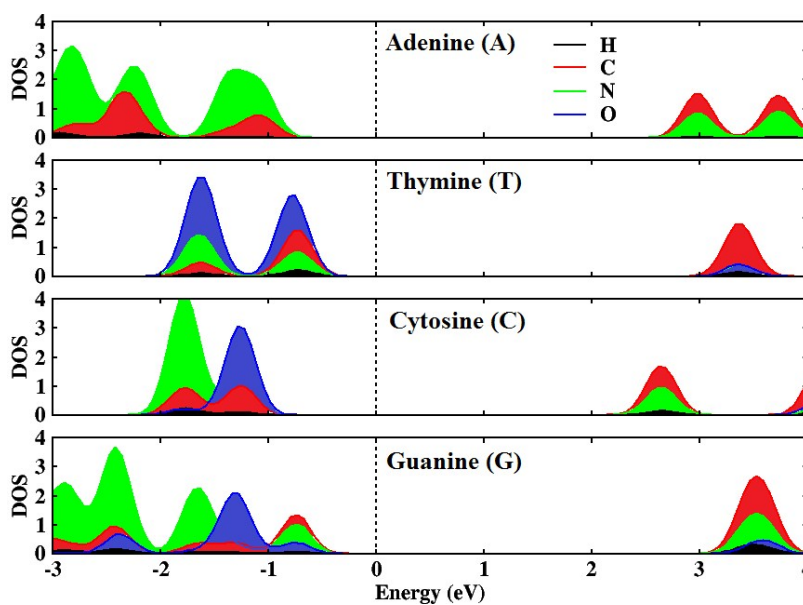 4
3
2
1
0
DOS
Adenine (A)
H
C
N
O
4
3
2
1
0
DOS
Thymine (T)
4
3
2
1
0
DOS
Cytosine (C)
4
3
2
1
0
DOS
Guanine (G)
-3 -2 -1 0 1 2 3 4
Energy (eV)